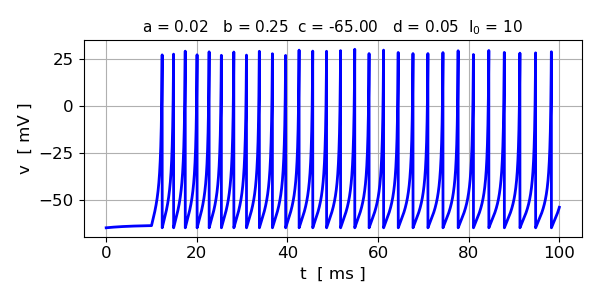 a = 0.02 b = 0.25 c = -65.00 d = 0.05 I₀ = 10
25
0
−25
−50
v [ mV ]
0 20 40 60 80 100
t [ ms ]